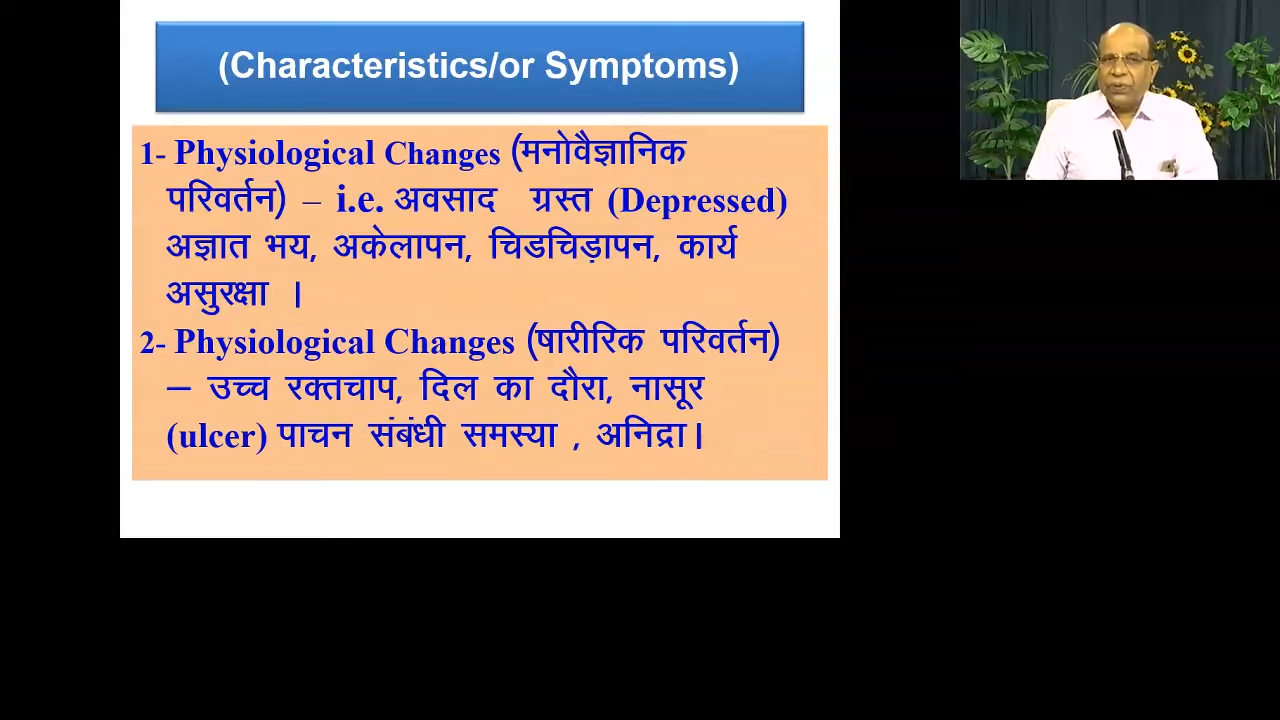 (Characteristics/or Symptoms)
1- Physiological Changes (मनोवैज्ञानिक
परिवर्तन) – i.e. अवसाद ग्रस्त (Depressed)
अज्ञात भय, अकेलापन, चिडचिड़ापन, कार्य
असुरक्षा ।
2- Physiological Changes (षारीरिक परिवर्तन)
– उच्च रक्तचाप, दिल का दौरा, नासूर
(ulcer) पाचन संबंधी समस्या , अनिद्रा।